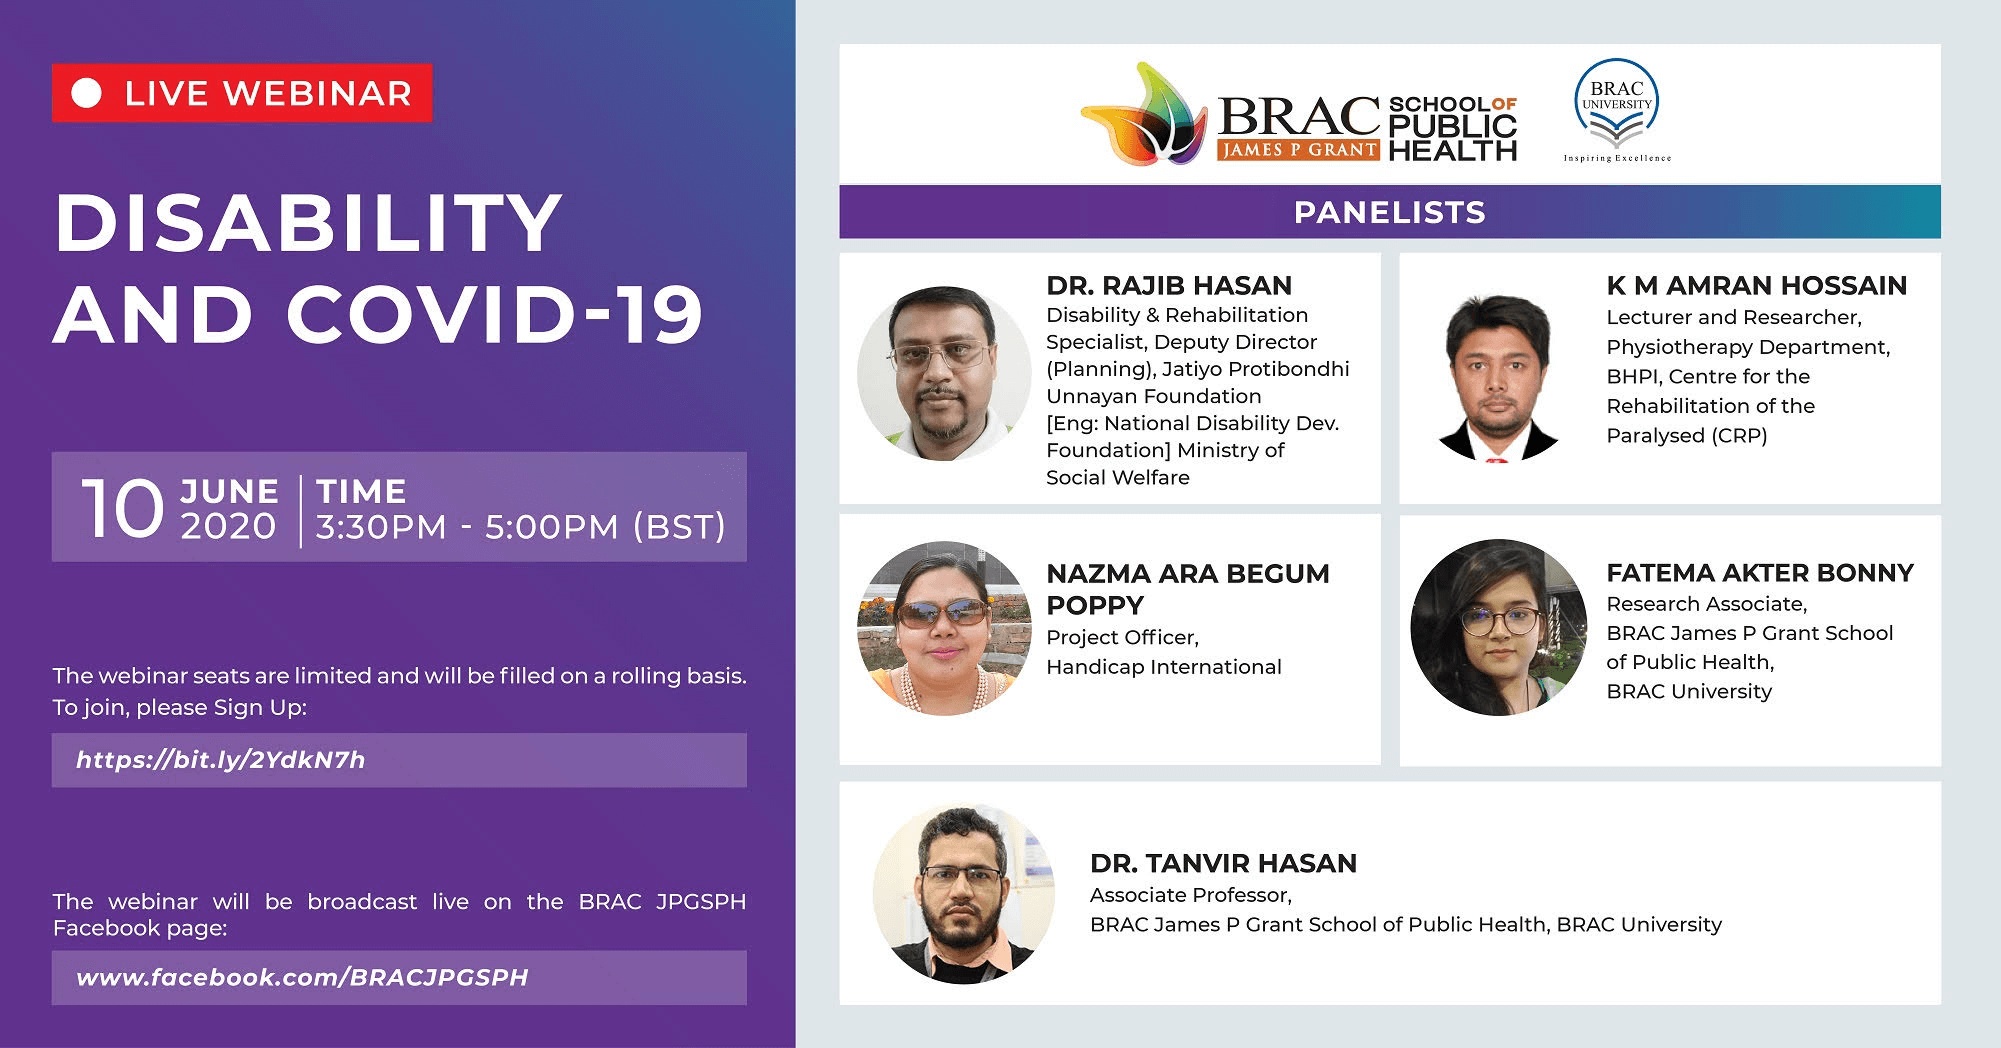 LIVE WEBINAR
DISABILITY
AND COVID-19
10 JUNE 2020
TIME
3:30PM - 5:00PM (BST)
The webinar seats are limited and will be filled on a rolling basis.
To join, please Sign Up:
https://bit.ly/2YdkN7h
The webinar will be broadcast live on the BRAC JPGSPH
Facebook page:
www.facebook.com/BRACJPGSPH
BRAC
JAMES P GRANT
SCHOOL OF
PUBLIC
HEALTH
BRAC
UNIVERSITY
Inspiring Excellence
PANELISTS
DR. RAJIB HASAN
Disability & Rehabilitation
Specialist, Deputy Director
(Planning), Jatiyo Protibondhi
Unnayan Foundation
[Eng: National Disability Dev.
Foundation] Ministry of
Social Welfare
K M AMRAN HOSSAIN
Lecturer and Researcher,
Physiotherapy Department,
BHPI, Centre for the
Rehabilitation of the
Paralysed (CRP)
NAZMA ARA BEGUM
POPPY
Project Officer,
Handicap International
FATEMA AKTER BONNY
Research Associate,
BRAC James P Grant School
of Public Health,
BRAC University
DR. TANVIR HASAN
Associate Professor,
BRAC James P Grant School of Public Health, BRAC University